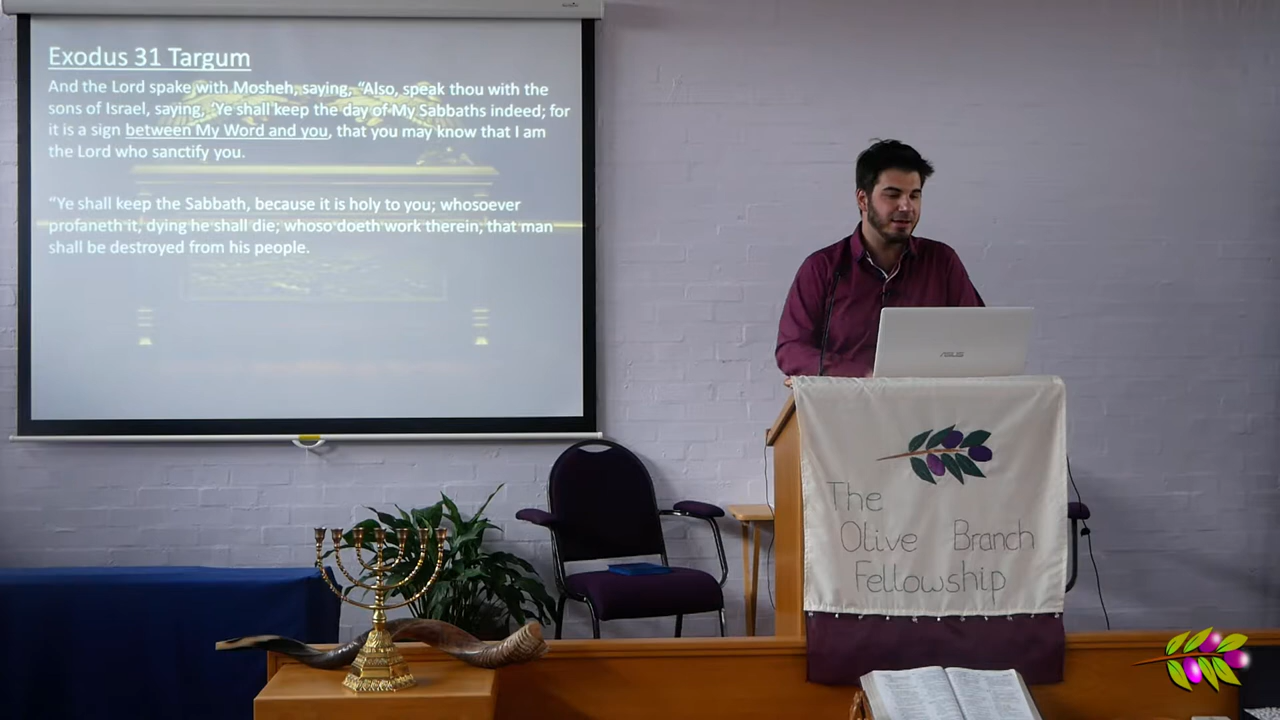 Exodus 31 Targum
And the Lord spake with Mosheh, saying, “Also, speak thou with the
sons of Israel, saying, ‘Ye shall keep the day of My Sabbaths indeed; for
it is a sign between My Word and you, that you may know that I am
the Lord who sanctify you.
“Ye shall keep the Sabbath, because it is holy to you; whosoever
profaneth it, dying he shall die; whoso doeth work therein, that man
shall be destroyed from his people.
ASUS
The
Olive Branch
Fellowship